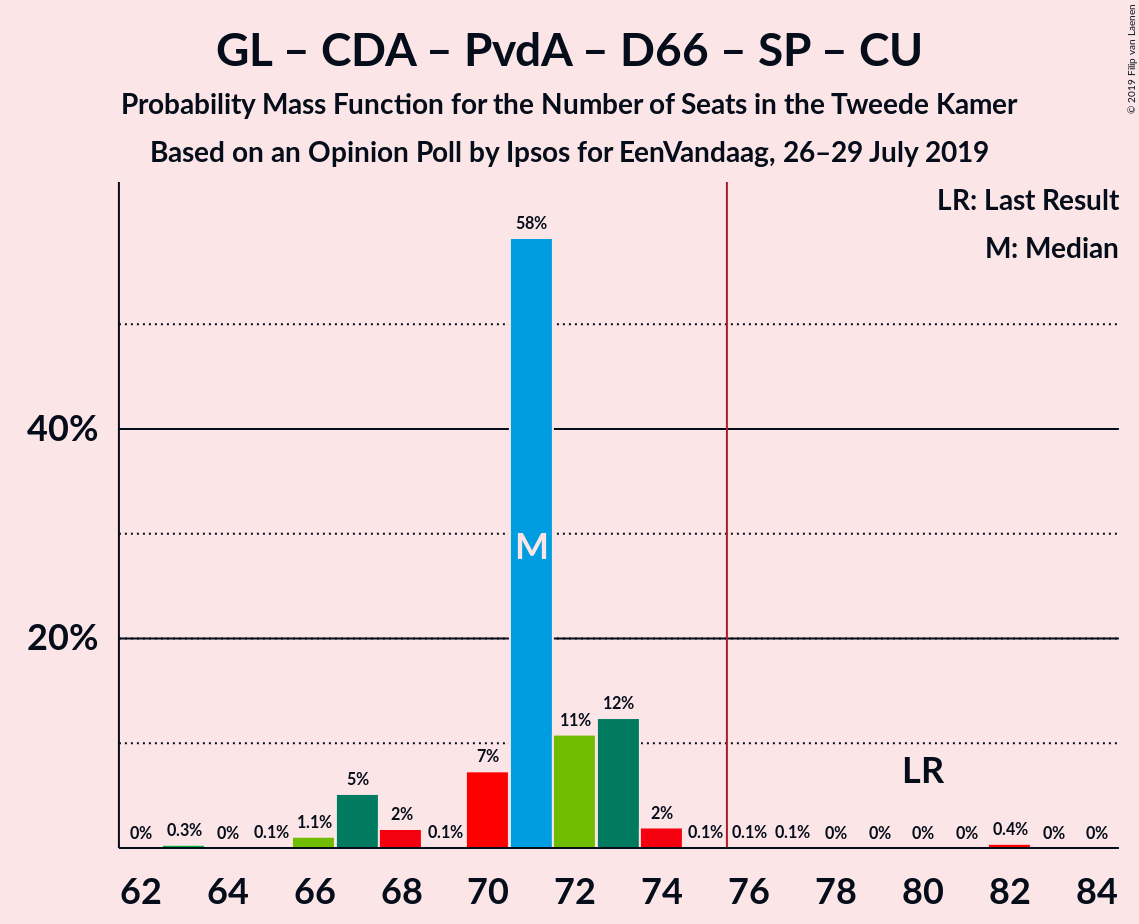 GL – CDA – PvdA – D66 – SP – CU
Probability Mass Function for the Number of Seats in the Tweede Kamer
Based on an Opinion Poll by Ipsos for EenVandaag, 26–29 July 2019
© 2019 Filip van Laenen
LR: Last Result
M: Median
58%
40%
M
20%
12%
11%
7%
LR
5%
2%
2%
1.1%
0%
0.3%
0%
0.1%
0.1%
0.1%
0.1%
0.1%
0%
0%
0%
0%
0.4%
0%
0%
62 64 66 68 70 72 74 76 78 80 82 84